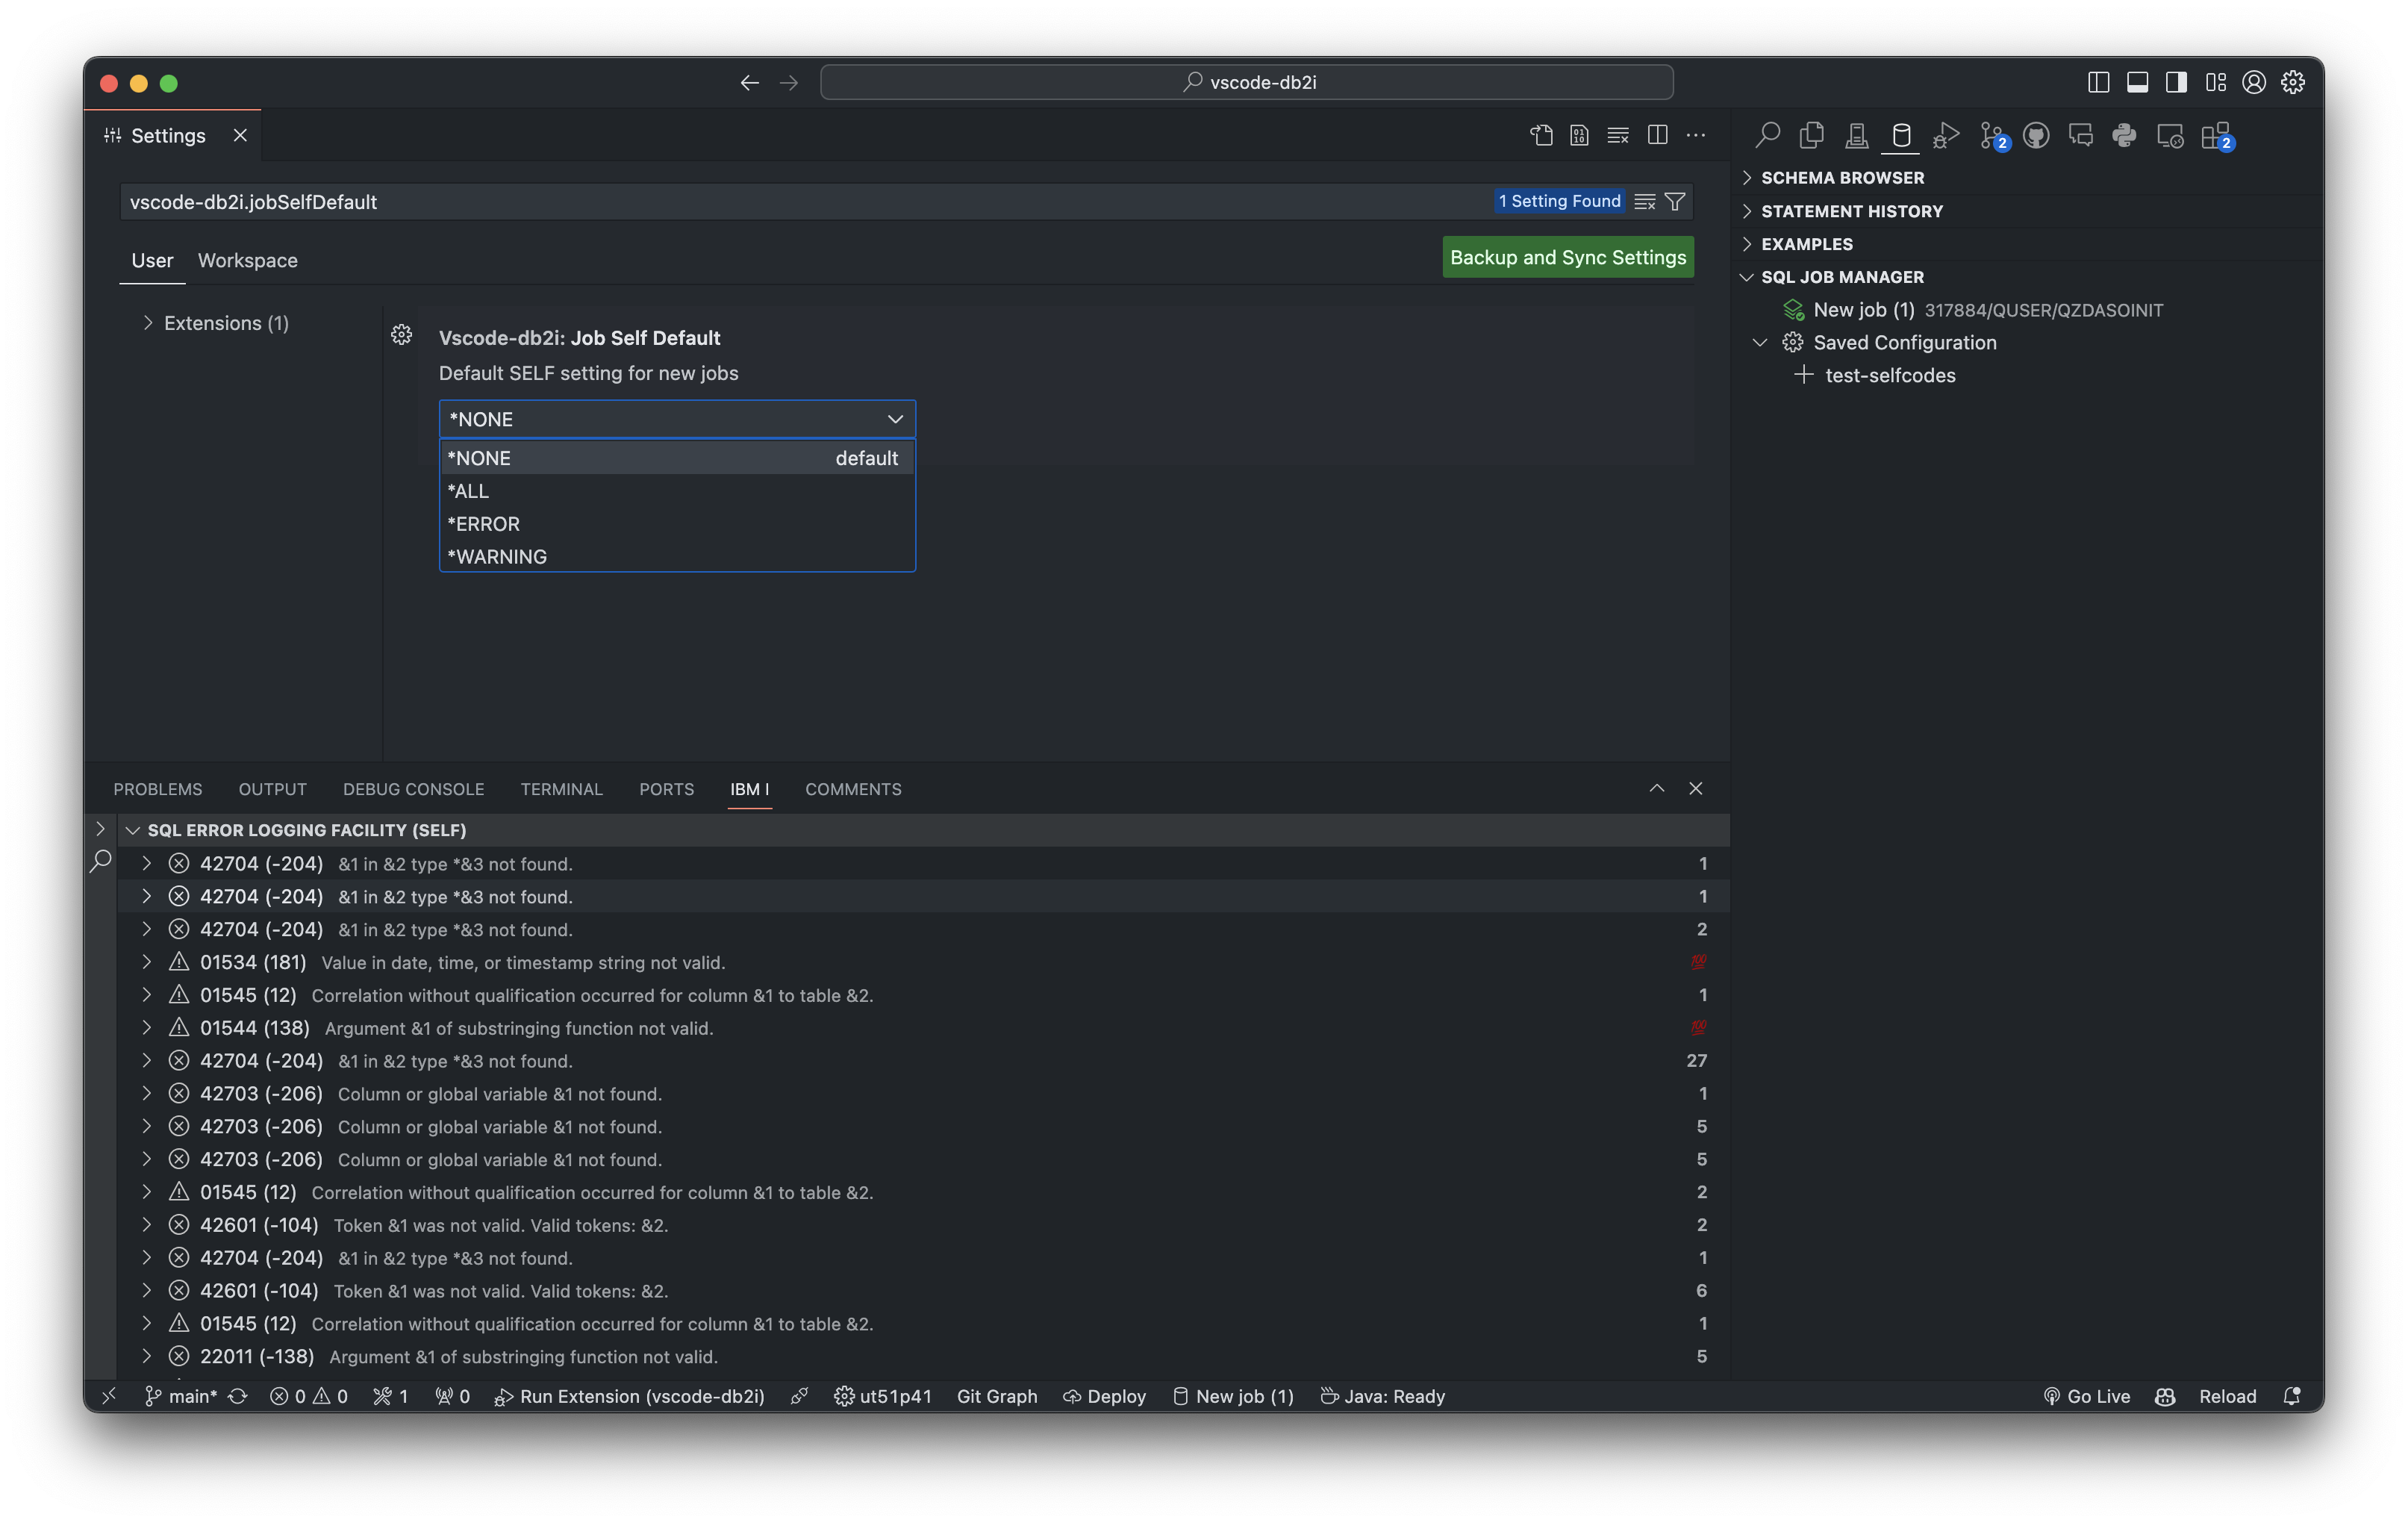 vscode-db2i
Settings
vscode-db2i.jobSelfDefault
1 Setting Found
User Workspace
Backup and Sync Settings
Extensions (1)
Vscode-db2i: Job Self Default
Default SELF setting for new jobs
*NONE
*NONE default
*ALL
*ERROR
*WARNING
2
2
SCHEMA BROWSER
STATEMENT HISTORY
EXAMPLES
SQL JOB MANAGER
New job (1) 317884/QUSER/QZDASOINIT
Saved Configuration
test-selfcodes
PROBLEMS OUTPUT DEBUG CONSOLE TERMINAL PORTS IBM I COMMENTS
SQL ERROR LOGGING FACILITY (SELF)
42704 (-204) &1 in &2 type *&3 not found. 1
42704 (-204) &1 in &2 type *&3 not found. 1
42704 (-204) &1 in &2 type *&3 not found. 2
01534 (181) Value in date, time, or timestamp string not valid. 💯
01545 (12) Correlation without qualification occurred for column &1 to table &2. 1
01544 (138) Argument &1 of substringing function not valid. 💯
42704 (-204) &1 in &2 type *&3 not found. 27
42703 (-206) Column or global variable &1 not found. 1
42703 (-206) Column or global variable &1 not found. 5
42703 (-206) Column or global variable &1 not found. 5
01545 (12) Correlation without qualification occurred for column &1 to table &2. 2
42601 (-104) Token &1 was not valid. Valid tokens: &2. 2
42704 (-204) &1 in &2 type *&3 not found. 1
42601 (-104) Token &1 was not valid. Valid tokens: &2. 6
01545 (12) Correlation without qualification occurred for column &1 to table &2. 1
22011 (-138) Argument &1 of substringing function not valid. 5
main* 0 0 1 0 Run Extension (vscode-db2i) ut51p41 Git Graph Deploy New job (1) Java: Ready Go Live Reload